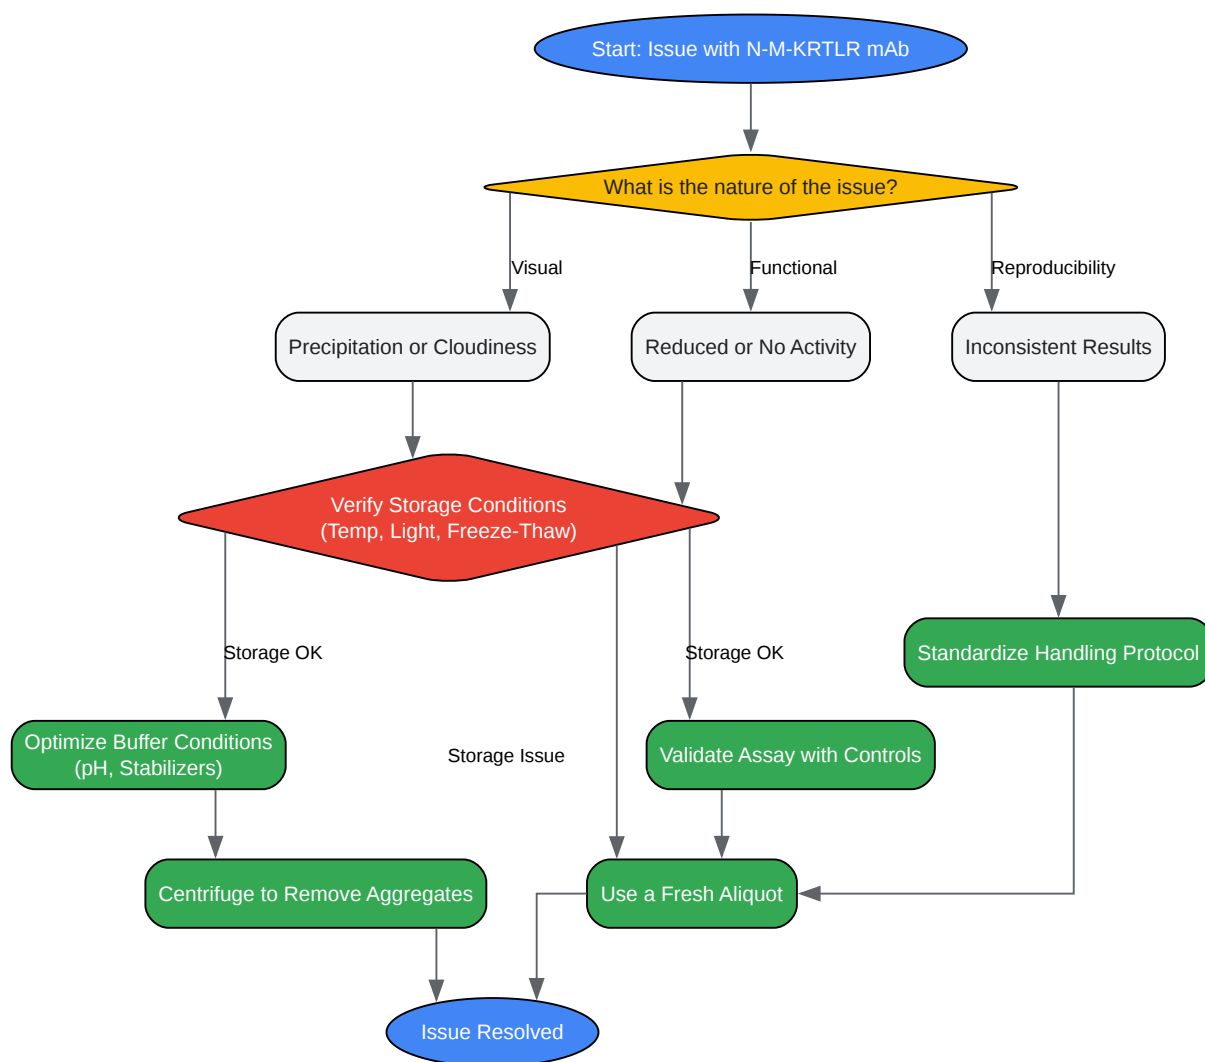 Start: Issue with N-M-KRTLR mAb
What is the nature of the issue?
Visual
Functional
Reproducibility
Precipitation or Cloudiness
Reduced or No Activity
Inconsistent Results
Verify Storage Conditions
(Temp, Light, Freeze-Thaw)
Storage OK
Storage OK
Standardize Handling Protocol
Optimize Buffer Conditions
(pH, Stabilizers)
Storage Issue
Validate Assay with Controls
Centrifuge to Remove Aggregates
Use a Fresh Aliquot
Issue Resolved